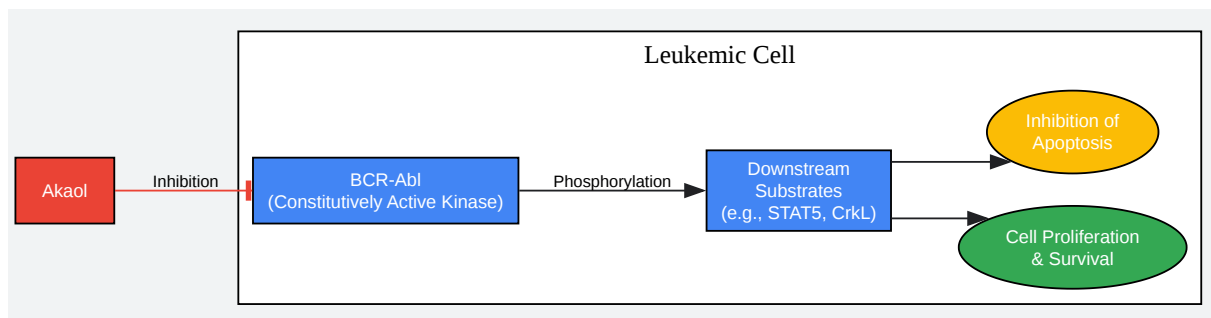 Leukemic Cell
Akaol
Inhibition
BCR-Abl
(Constitutively Active Kinase)
Phosphorylation
Downstream
Substrates
(e.g., STAT5, CrkL)
Inhibition of
Apoptosis
Cell Proliferation
& Survival